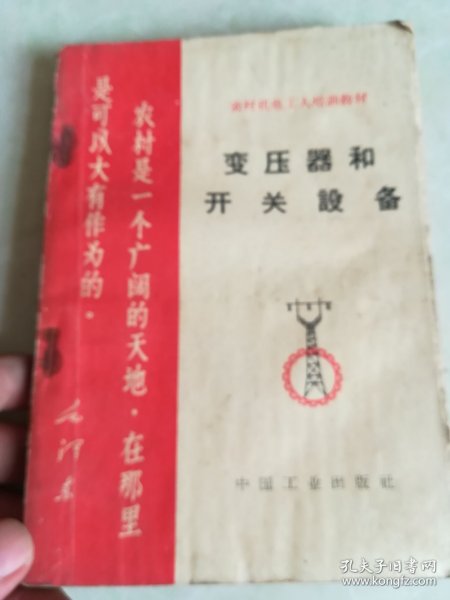 农村是一个广阔的天地，在那里
是可以大有作为的。
毛泽东
农村机电工人培训教材
变压器和
开关設备
中国工业出版社
孔夫子旧书网
www.kongfz.com